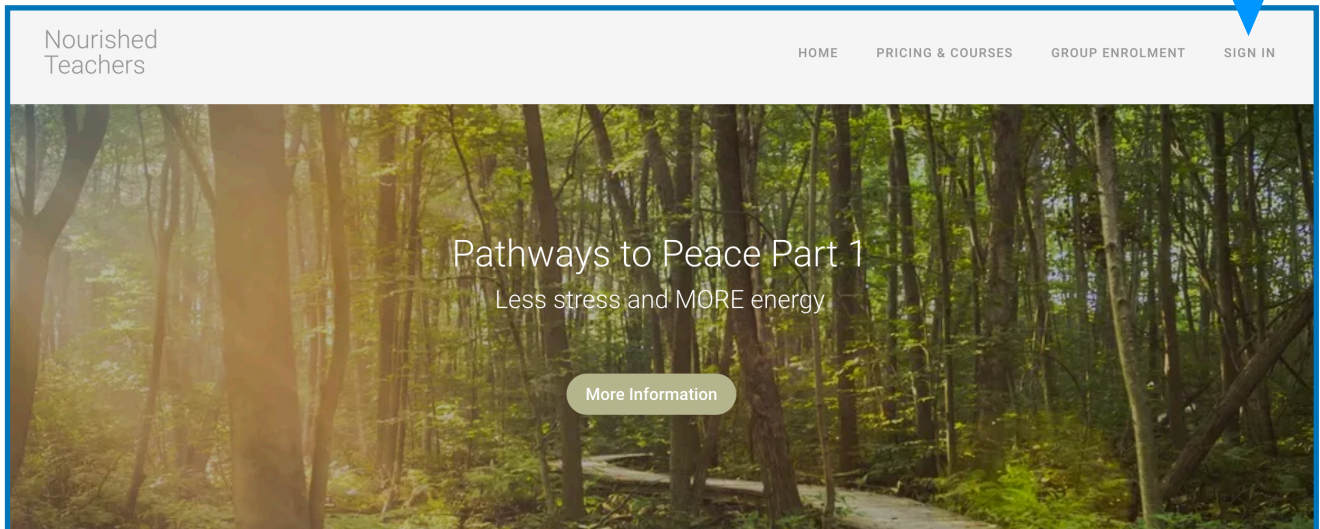 Nourished
Teachers
HOME PRICING & COURSES GROUP ENROLMENT SIGN IN
Pathways to Peace Part 1
Less stress and MORE energy
More Information